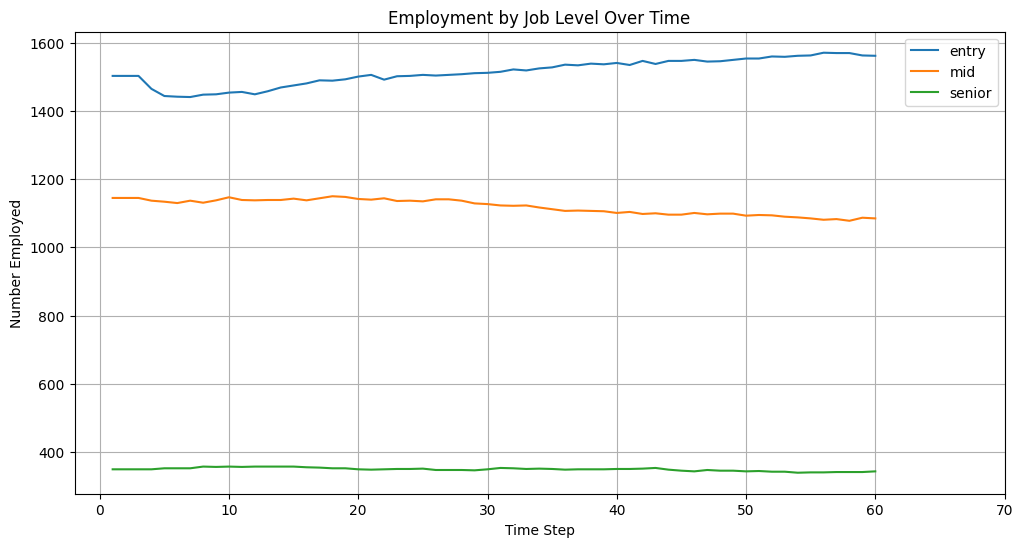 Employment by Job Level Over Time
entry
mid
senior
Number Employed
1600
1400
1200
1000
800
600
400
0 10 20 30 40 50 60 70
Time Step